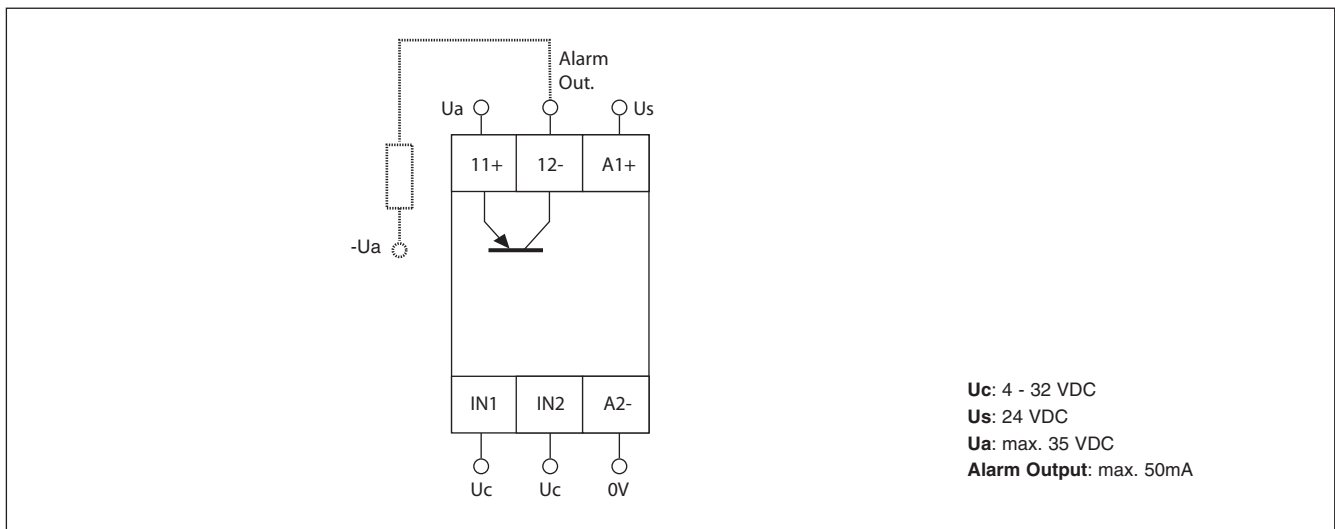 Alarm
Out.
Ua
Us
11+
12-
A1+
-Ua
IN1
IN2
A2-
Uc
Uc
0V
Uc: 4 - 32 VDC
Us: 24 VDC
Ua: max. 35 VDC
Alarm Output: max. 50mA